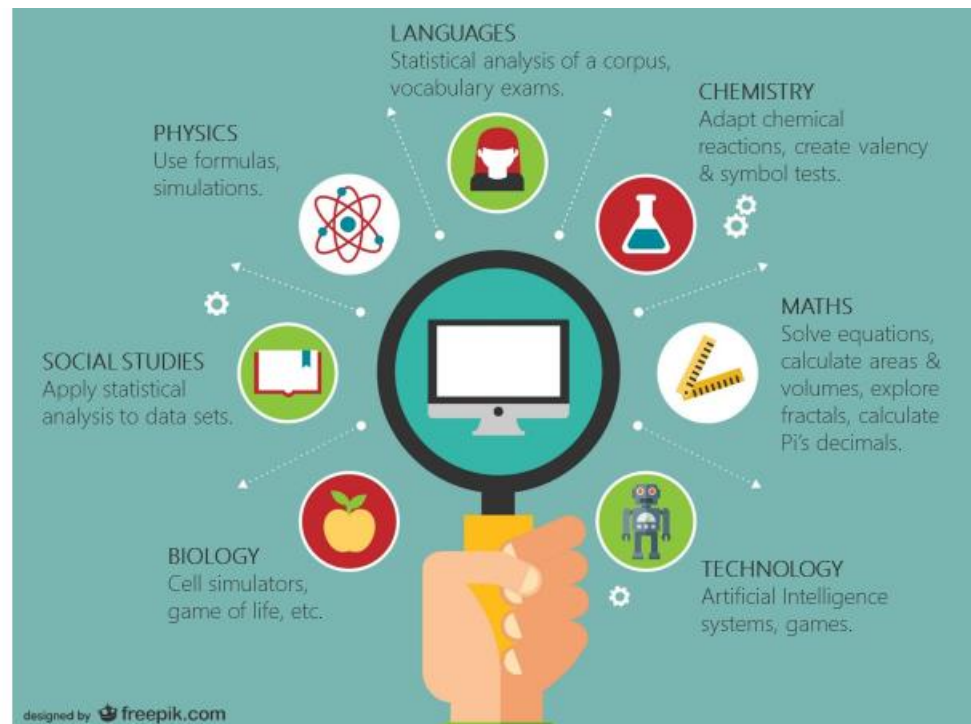 LANGUAGES
Statistical analysis of a corpus,
vocabulary exams.
CHEMISTRY
Adapt chemical
reactions, create valency
& symbol tests.
PHYSICS
Use formulas,
simulations.
MATHS
Solve equations,
calculate areas &
volumes, explore
fractals, calculate
Pi's decimals.
SOCIAL STUDIES
Apply statistical
analysis to data sets.
BIOLOGY
Cell simulators,
game of life, etc.
TECHNOLOGY
Artificial Intelligence
systems, games.
designed by freepik.com